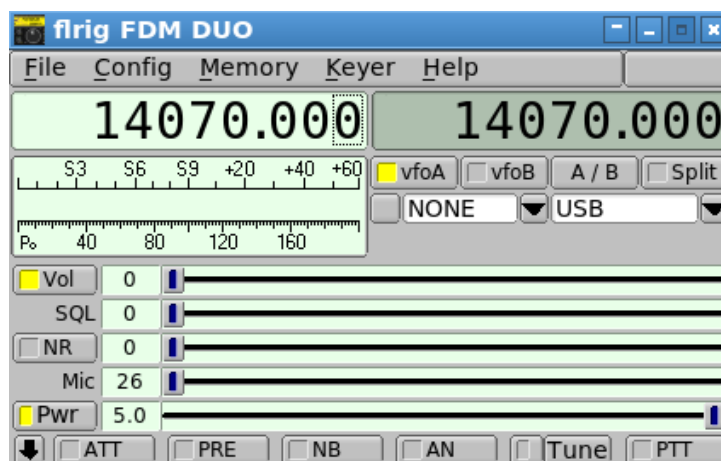 flrig FDM DUO
File Config Memory Keyer Help
14070.000 14070.000
S3 S6 S9 +20 +40 +60
vfoA vfoB A / B Split
NONE USB
Po 40 80 120 160
Vol 0
SQL 0
NR 0
Mic 26
Pwr 5.0
ATT PRE NB AN Tune PTT